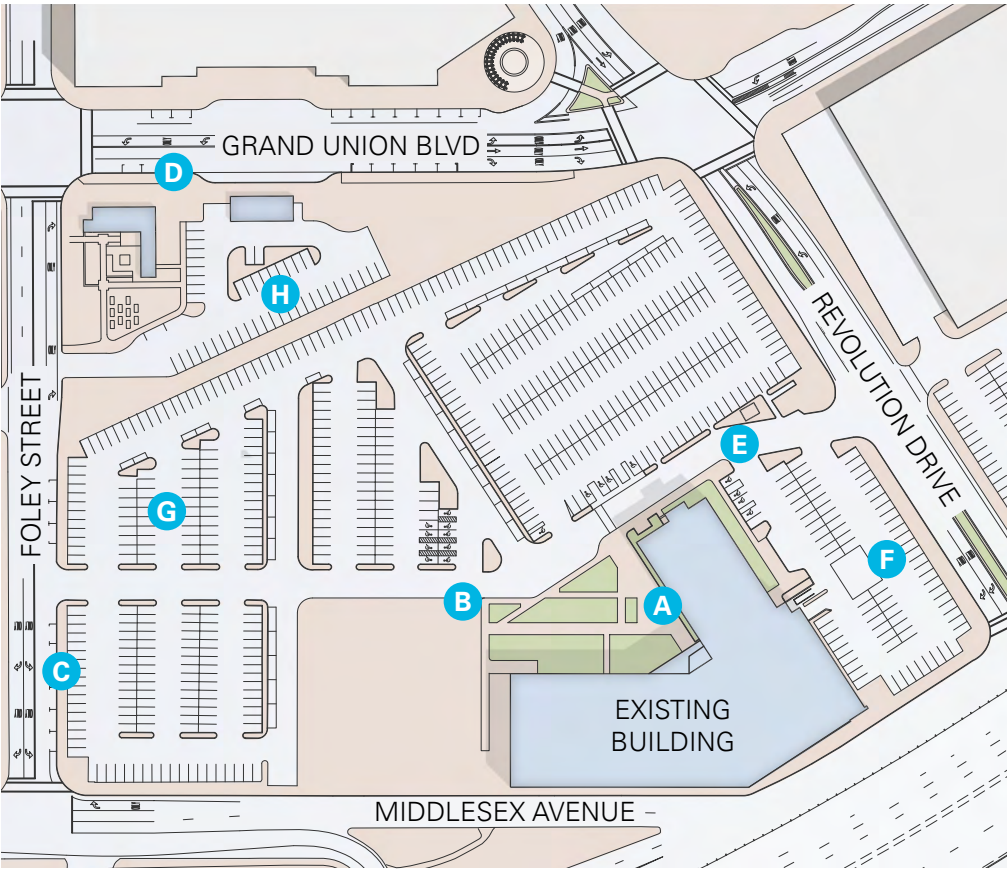 GRAND UNION BLVD
D
H
REVOLUTION DRIVE
FOLEY STREET
E
G
F
B
A
C
EXISTING
BUILDING
MIDDLESEX AVENUE